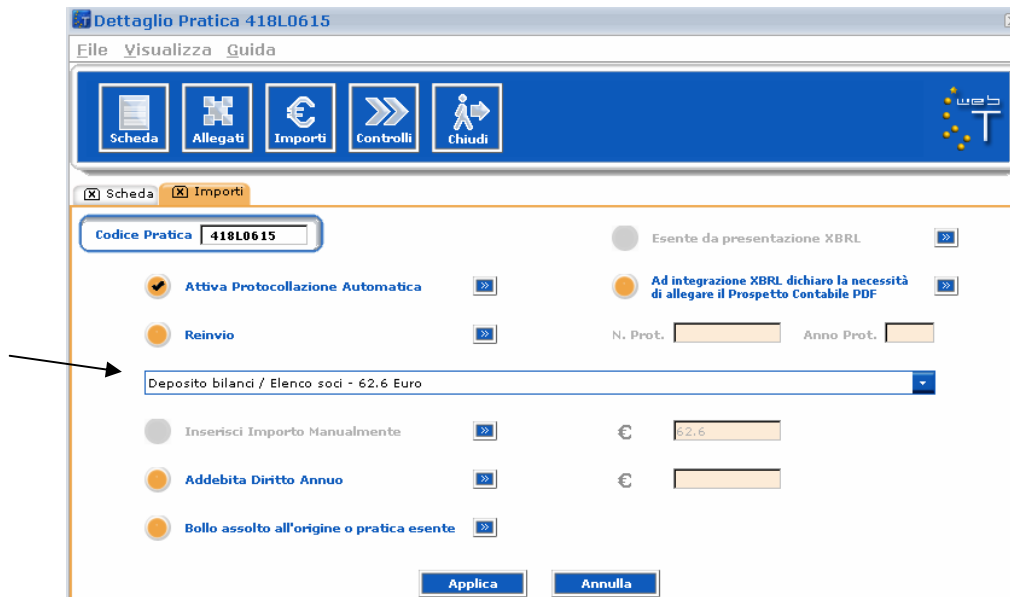 Dettaglio Pratica 418L0615
File Visualizza Guida
Scheda Allegati Importi Controlli Chiudi
web T
Scheda Importi
Codice Pratica 418L0615
Esente da presentazione XBRL
Attiva Protocollazione Automatica
Ad integrazione XBRL dichiaro la necessità
di allegare il Prospetto Contabile PDF
Reinvio
N. Prot. Anno Prot.
Deposito bilanci / Elenco soci - 62.6 Euro
Inserisci Importo Manualmente € 62.6
Addebita Diritto Annuo €
Bollo assolto all'origine o pratica esente
Applica Annulla